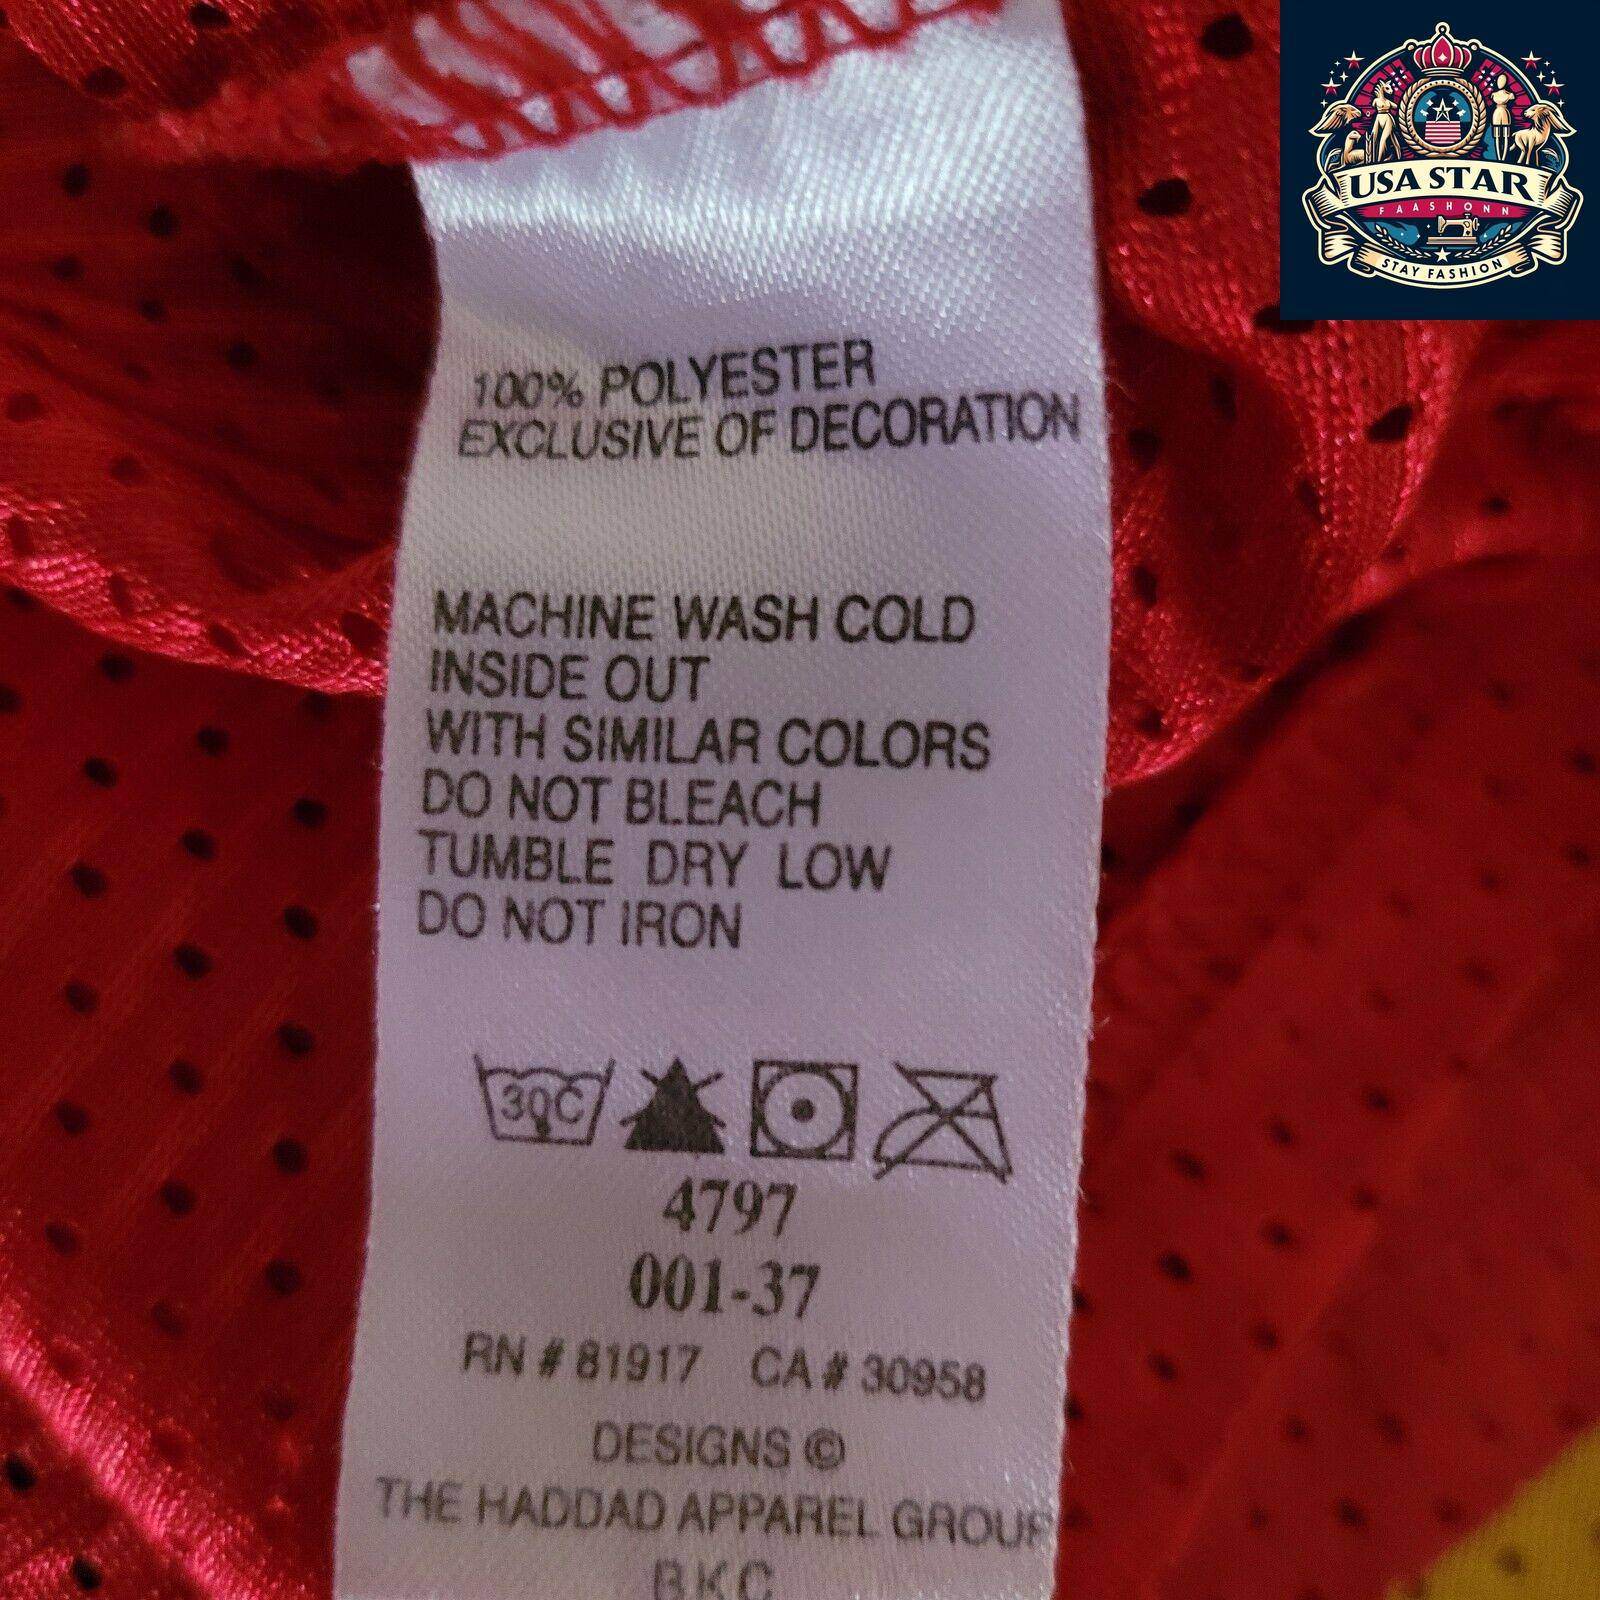 USA STAR
FAASHONN
STAY FASHION
100% POLYESTER
EXCLUSIVE OF DECORATION
MACHINE WASH COLD
INSIDE OUT
WITH SIMILAR COLORS
DO NOT BLEACH
TUMBLE DRY LOW
DO NOT IRON
30C
4797
001-37
RN # 81917 CA # 30958
DESIGNS ©
THE HADDAD APPAREL GROUP
B.K.C